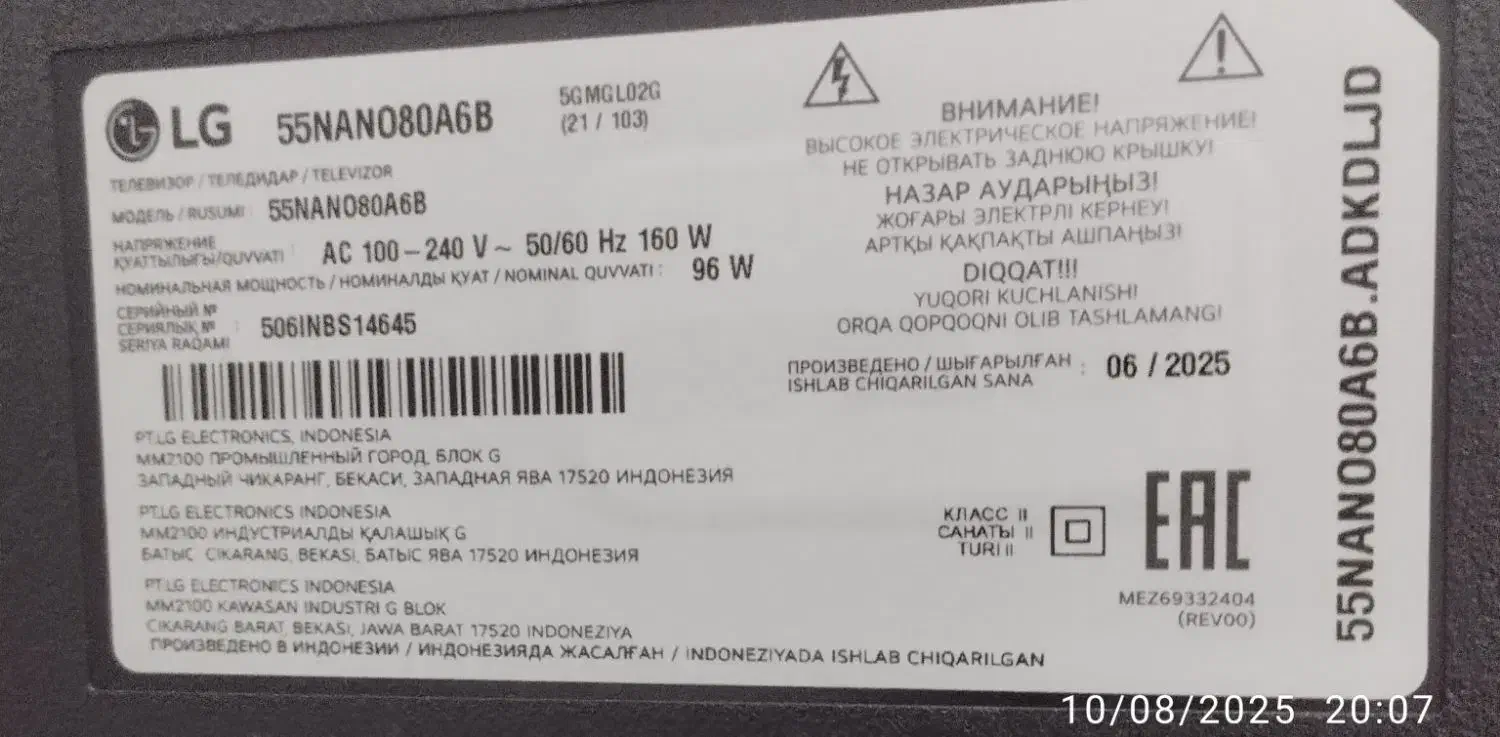 LG 55NANO80A6B
5GMGL02G
(21 / 103)
ТЕЛЕВИЗОР / ТЕЛЕДИДАР / TELEVIZOR
МОДЕЛЬ / RUSUMI : 55NANO80A6B
НАПРЯЖЕНИЕ
ҚУАТТЫЛЫҒЫ/QUVVATI : AC 100 – 240 V ~ 50/60 Hz 160 W
НОМИНАЛЬНАЯ МОЩНОСТЬ / НОМИНАЛДЫ ҚУАТ / NOMINAL QUVVATI : 96 W
СЕРИЙНЫЙ №
СЕРИЯЛЫҚ № : 506INBS14645
SERIYA RAQAMI
PT.LG ELECTRONICS, INDONESIA
MM2100 ПРОМЫШЛЕННЫЙ ГОРОД, БЛОК G
ЗАПАДНЫЙ ЧИКАРАНГ, БЕКАСИ, ЗАПАДНАЯ ЯВА 17520 ИНДОНЕЗИЯ
PT.LG ELECTRONICS INDONESIA
MM2100 ИНДУСТРИАЛДЫ ҚАЛАШЫҚ G
БАТЫС CIKARANG, BEKASI, БАТЫС ЯВА 17520 ИНДОНЕЗИЯ
PT LG ELECTRONICS INDONESIA
MM2100 KAWASAN INDUSTRI G BLOK
CIKARANG BARAT, BEKASI, JAWA BARAT 17520 INDONEZIYA
ПРОИЗВЕДЕНО В ИНДОНЕЗИИ / ИНДОНЕЗИЯДА ЖАСАЛҒАН / INDONEZIYADA ISHLAB CHIQARILGAN
ВНИМАНИЕ!
ВЫСОКОЕ ЭЛЕКТРИЧЕСКОЕ НАПРЯЖЕНИЕ!
НЕ ОТКРЫВАТЬ ЗАДНЮЮ КРЫШКУ!
НАЗАР АУДАРЫҢЫЗ!
ЖОҒАРЫ ЭЛЕКТРЛІ КЕРНЕУ!
АРТҚЫ ҚАҚПАҚТЫ АШПАҢЫЗ!
DIQQAT!!!
YUQORI KUCHLANISH!
ORQA QOPQOQNI OLIB TASHLAMANG!
ПРОИЗВЕДЕНО / ШЫҒАРЫЛҒАН : 06 / 2025
ISHLAB CHIQARILGAN SANA
КЛАСС II
САНАТЫ II
TURI II
EAC
MEZ69332404
(REV00)
55NANO80A6B.ADKDLJD
10/08/2025 20:07